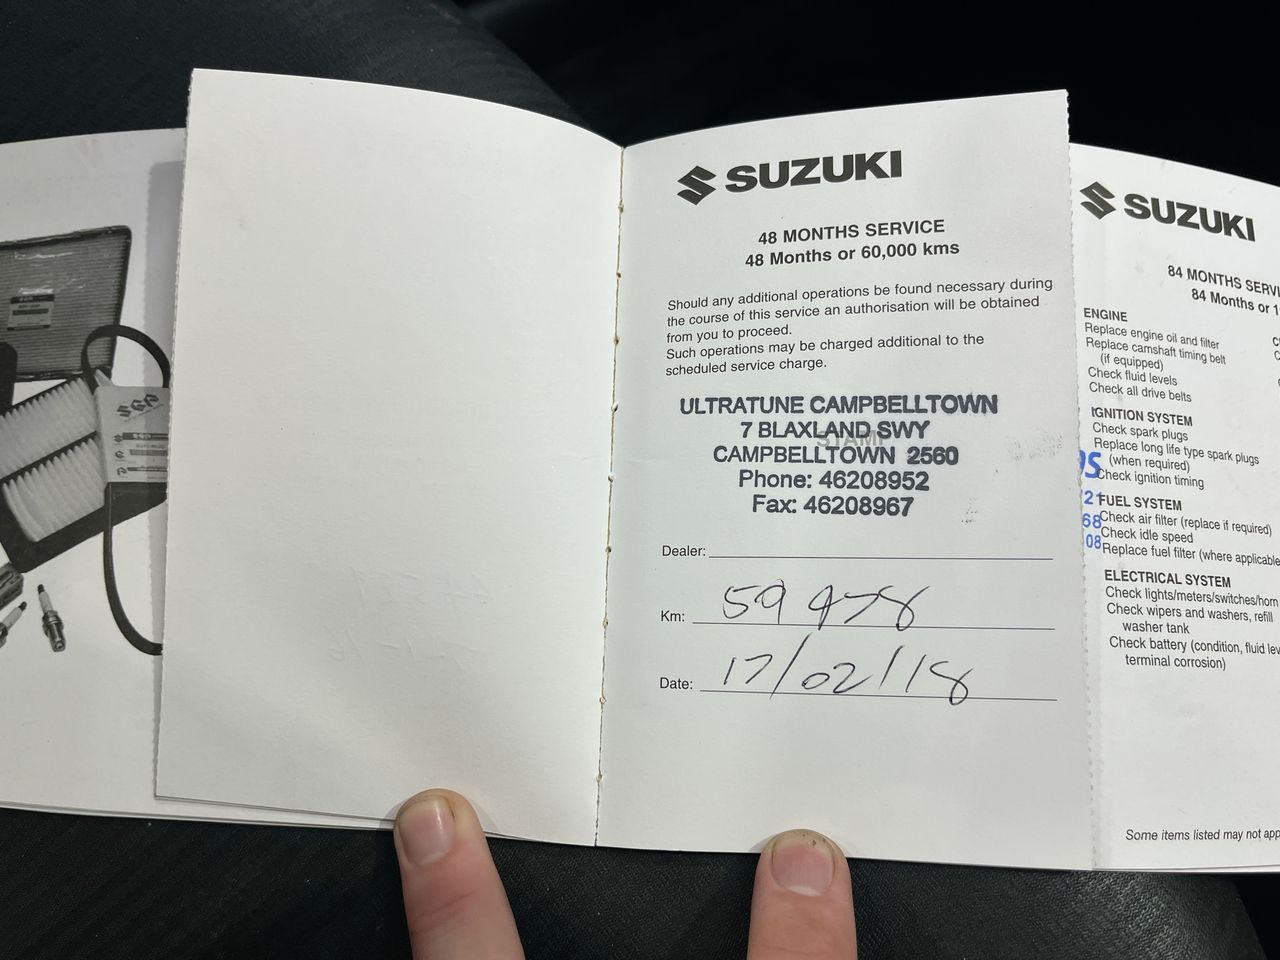 SUZUKI
48 MONTHS SERVICE
48 Months or 60,000 kms
Should any additional operations be found necessary during
the course of this service an authorisation will be obtained
from you to proceed.
Such operations may be charged additional to the
scheduled service charge.
STAMP
ULTRATUNE CAMPBELLTOWN
7 BLAXLAND SWY
CAMPBELLTOWN 2560
Phone: 46208952
Fax: 46208967
Dealer:
Km: 59 478
Date: 17/02/18
SUZUKI
84 MONTHS SERVI
84 Months or 1
ENGINE
Replace engine oil and filter
Replace camshaft timing belt
(if equipped)
Check fluid levels
Check all drive belts
IGNITION SYSTEM
Check spark plugs
Replace long life type spark plugs
(when required)
Check ignition timing
FUEL SYSTEM
Check air filter (replace if required)
Check idle speed
Replace fuel filter (where applicable
ELECTRICAL SYSTEM
Check lights/meters/switches/horn
Check wipers and washers, refill
washer tank
Check battery (condition, fluid lev
terminal corrosion)
Some items listed may not app